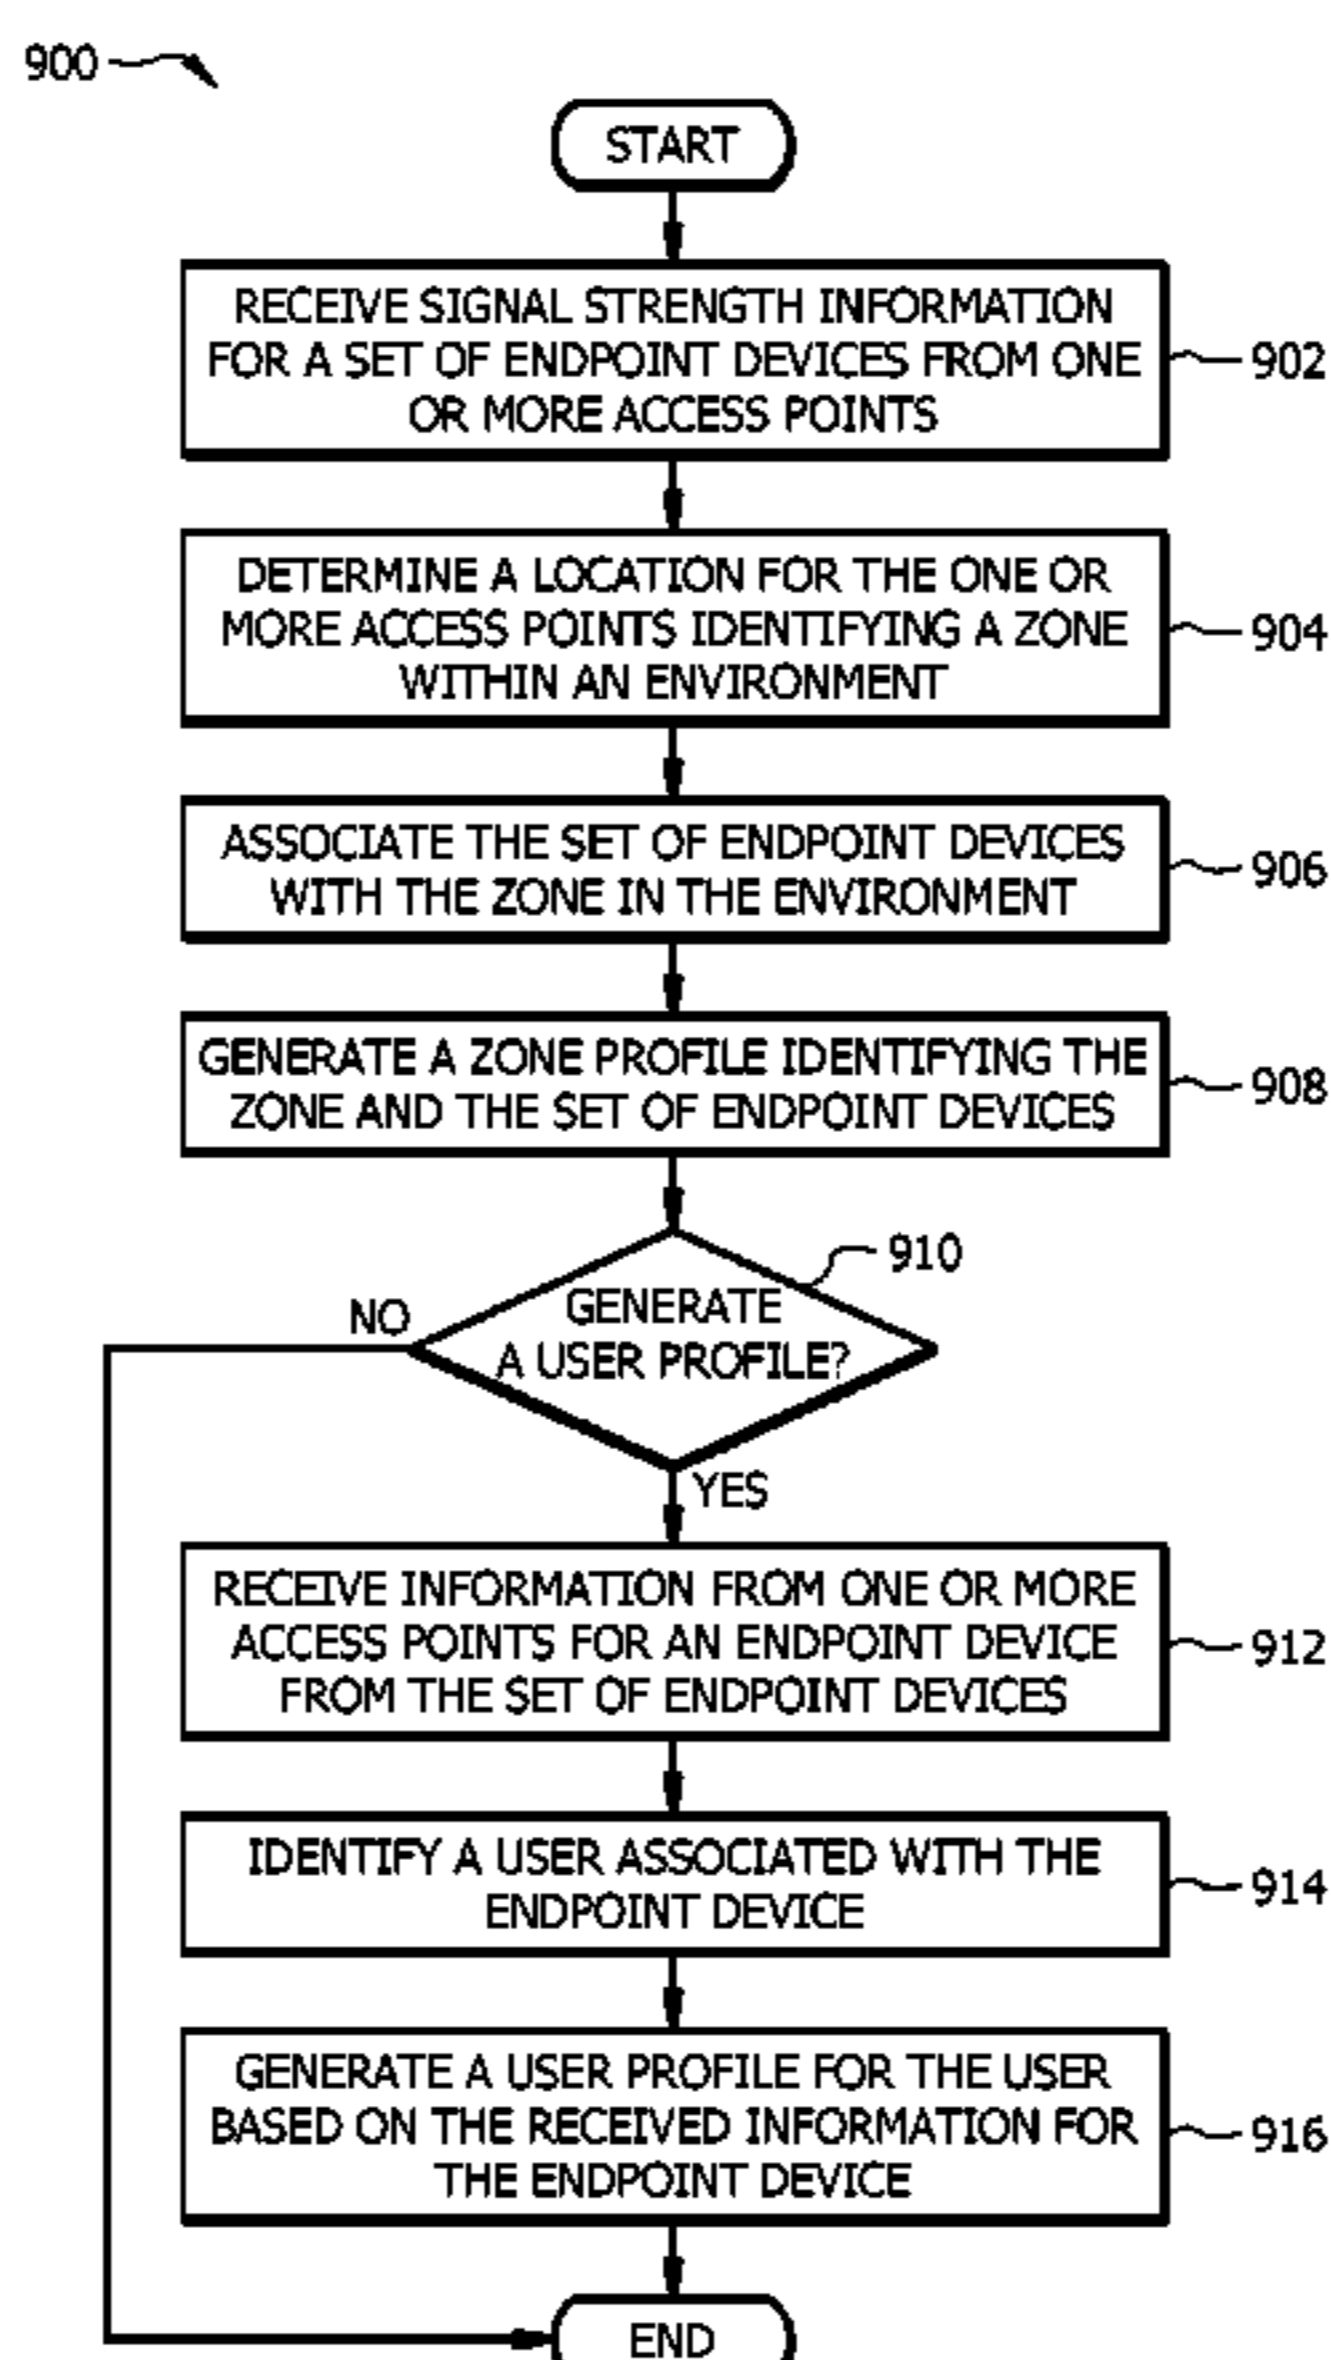 900
START
RECEIVE SIGNAL STRENGTH INFORMATION
FOR A SET OF ENDPOINT DEVICES FROM ONE
OR MORE ACCESS POINTS
902
DETERMINE A LOCATION FOR THE ONE OR
MORE ACCESS POINTS IDENTIFYING A ZONE
WITHIN AN ENVIRONMENT
904
ASSOCIATE THE SET OF ENDPOINT DEVICES
WITH THE ZONE IN THE ENVIRONMENT
906
GENERATE A ZONE PROFILE IDENTIFYING THE
ZONE AND THE SET OF ENDPOINT DEVICES
908
910
GENERATE
A USER PROFILE?
NO
YES
RECEIVE INFORMATION FROM ONE OR MORE
ACCESS POINTS FOR AN ENDPOINT DEVICE
FROM THE SET OF ENDPOINT DEVICES
912
IDENTIFY A USER ASSOCIATED WITH THE
ENDPOINT DEVICE
914
GENERATE A USER PROFILE FOR THE USER
BASED ON THE RECEIVED INFORMATION FOR
THE ENDPOINT DEVICE
916
END